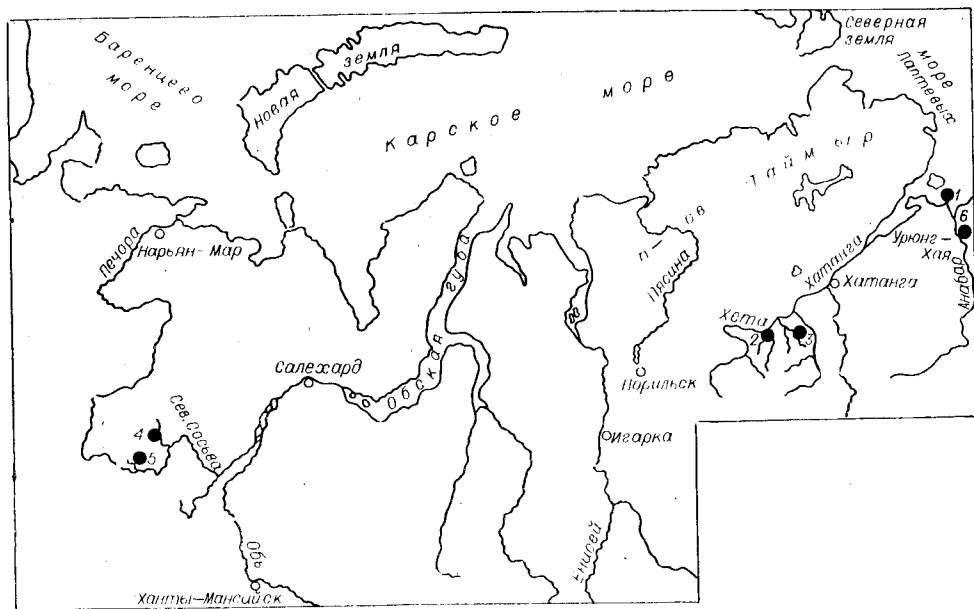 Баренцево
море
Новая
земля
Карское
море
Северная
земля
море
Лаптевых
Таймыр
п-ов
1
6
Урюнг-
Хая
Анабар
Хатанга
Хатанга
Хета
2
3
Печора
Нарьян-Мар
Обская
губа
Пясина
Норильск
Салехард
Сев. Сосьва
4
5
Игарка
Енисей
Обь
Ханты-Мансийск